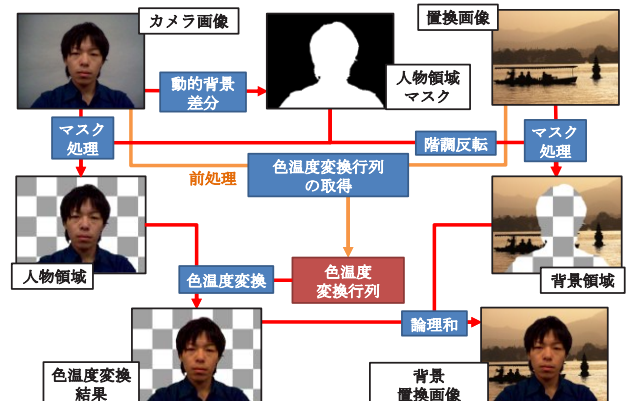 カメラ画像
置換画像
動的背景
差分
人物領域
マスク
マスク
処理
階調反転
マスク
処理
前処理
色温度変換行列
の取得
人物領域
色温度変換
色温度
変換行列
背景領域
論理和
色温度変換
結果
背景
置換画像